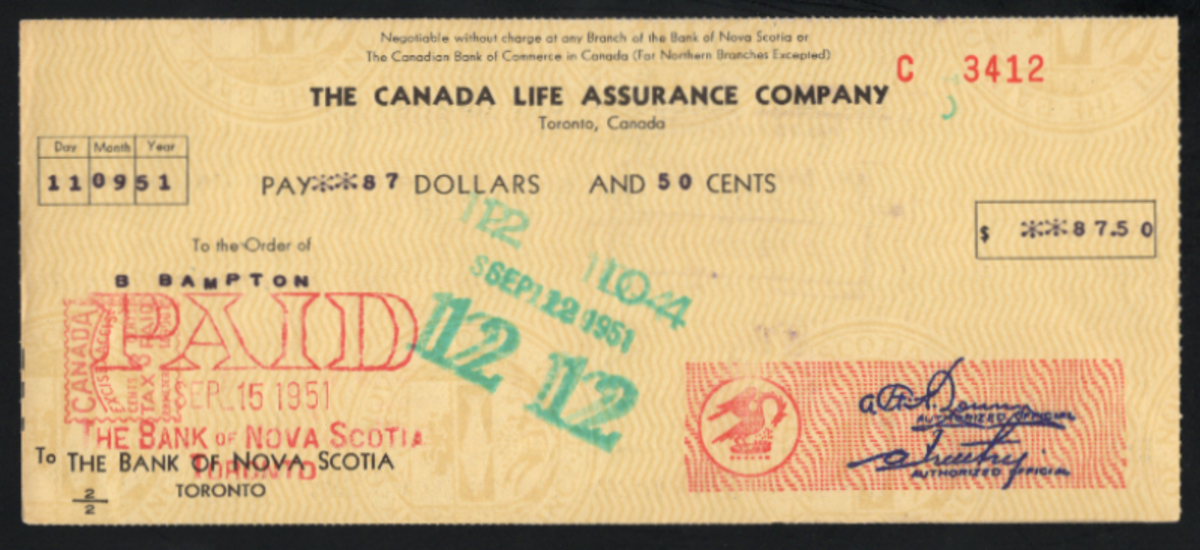 Negotiable without charge at any Branch of the Bank of Nova Scotia or
The Canadian Bank of Commerce in Canada (For Northern Branches Excepted)
C 3412
THE CANADA LIFE ASSURANCE COMPANY
Toronto, Canada
Day Month Year
11 09 51
PAY **87 DOLLARS AND 50 CENTS
$ **87.50
To the Order of
B BAMPTON
12
SEP 12 1951
110-4
12 12
PAID
CANADA
EXCISE
TAX
SEP. 15 1951
THE BANK OF NOVA SCOTIA
TORONTO
To THE BANK OF NOVA SCOTIA
TORONTO
2/2
AUTHORIZED OFFICIAL
AUTHORIZED OFFICIAL